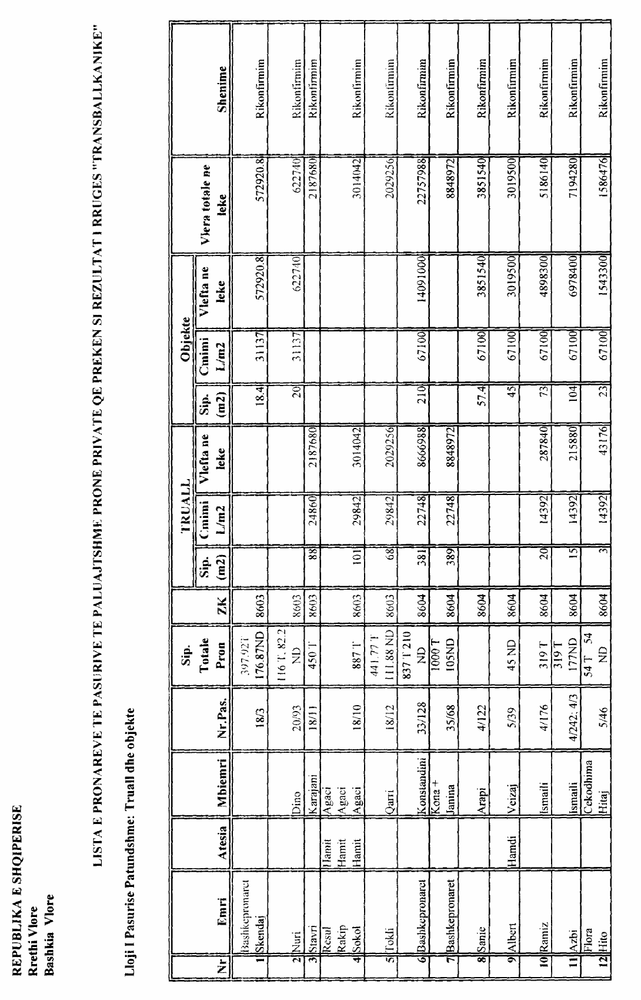 REPUBLIKA E SHQIPERISE
Rrethi Vlore
Bashkia Vlore
LISTA E PRONAREVE TE PASURIVE TE PALUAJTSHME PRONE PRIVATE QE PREKEN SI REZULTAT I RRUGES "TRANSBALLKANIKE"
Lloji I Pasurise Patundshme: Truall dhe objekte
Nr Emri Atesia Mbiemri Nr.Pas. Sip. Totale Pron ZK TRUALL Sip. (m2) Cmimi L/m2 Vlefta ne leke Objekte Sip. (m2) Cmimi L/m2 Vlefta ne leke Vlera totale ne leke Shenime
1 Bashkepronaret Skendaj 18/3 397.92T 176.87ND 8603 18.4 31137 572920.8 572920.8 Rikonfirmim
2 Nuri Dino 20/93 116 T, 82.2 ND 8603 20 31137 622740 622740 Rikonfirmim
3 Stavri Karajani 18/11 450 T 8603 88 24860 2187680 2187680 Rikonfirmim
Resul Hamit Agaci
Rakip Hamit Agaci
4 Sokol Hamit Agaci 18/10 887 T 8603 101 29842 3014042 3014042 Rikonfirmim
5 Tokli Qarri 18/12 441.77 T 111.88 ND 8603 68 29842 2029256 2029256 Rikonfirmim
6 Bashkepronaret Konstandini 33/128 837 T 210 ND 8604 381 22748 8666988 210 67100 14091000 22757988 Rikonfirmim
7 Bashkepronaret Kona + Janina 35/68 1000 T 105ND 8604 389 22748 8848972 8848972 Rikonfirmim
8 Sanie Arapi 4/122 8604 57.4 67100 3851540 3851540 Rikonfirmim
9 Albert Hamdi Veizaj 5/39 45 ND 8604 45 67100 3019500 3019500 Rikonfirmim
10 Ramiz Ismaili 4/176 319 T 8604 20 14392 287840 73 67100 4898300 5186140 Rikonfirmim
11 Azbi Ismaili 4/242; 4/3 319 T 177ND 8604 15 14392 215880 104 67100 6978400 7194280 Rikonfirmim
Flora Cekodhima
12 Hito Hitaj 5/46 54 T 54 ND 8604 3 14392 43176 23 67100 1543300 1586476 Rikonfirmim